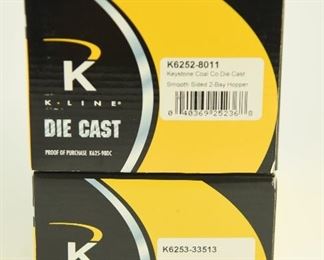 K
K-LINE®
DIE CAST
PROOF OF PURCHASE K625-98DC
K6252-8011
Keystone Coal Co Die Cast
Smooth Sided 2-Bay Hopper
0 40369 25236 8
K
K6253-33513